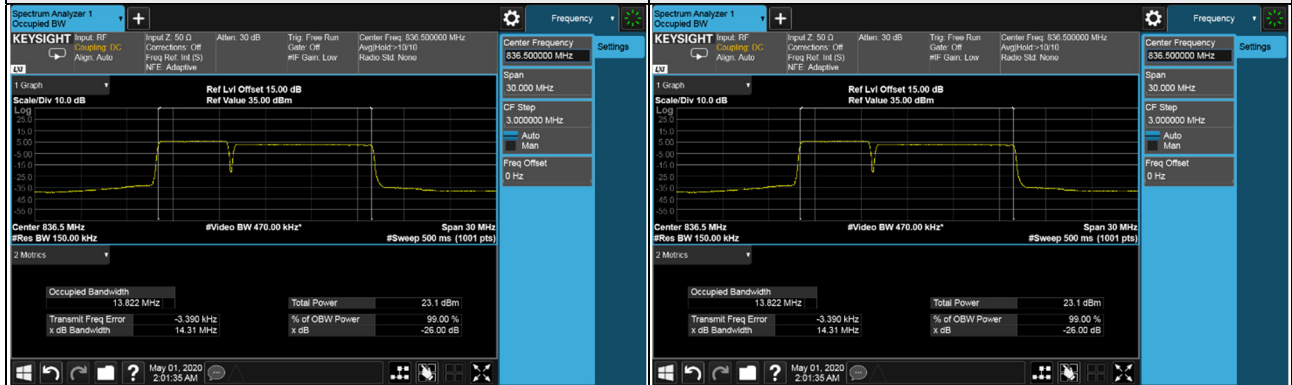 Spectrum Analyzer 1
Occupied BW
Frequency
KEYSIGHT
Input: RF
Coupling: DC
Align: Auto
Input Z: 50 Ω
Corrections: Off
Freq Ref: Int (S)
NFE: Adaptive
Atten: 30 dB
Trig: Free Run
Gate: Off
#IF Gain: Low
Center Freq: 836.500000 MHz
Avg|Hold:>10/10
Radio Std: None
LXI
Center Frequency
836.500000 MHz
Settings
Span
30.000 MHz
CF Step
3.000000 MHz
Auto
Man
Freq Offset
0 Hz
1 Graph
Scale/Div 10.0 dB
Ref Lvl Offset 15.00 dB
Ref Value 35.00 dBm
Log
25.0
15.0
5.00
-5.00
-15.0
-25.0
-35.0
-45.0
-55.0
Center 836.5 MHz
#Res BW 150.00 kHz
#Video BW 470.00 kHz*
Span 30 MHz
#Sweep 500 ms (1001 pts)
2 Metrics
Occupied Bandwidth
13.822 MHz
Transmit Freq Error -3.390 kHz
x dB Bandwidth 14.31 MHz
Total Power 23.1 dBm
% of OBW Power 99.00 %
x dB -26.00 dB
May 01, 2020
2:01:35 AM
Spectrum Analyzer 1
Occupied BW
Frequency
KEYSIGHT
Input: RF
Coupling: DC
Align: Auto
Input Z: 50 Ω
Corrections: Off
Freq Ref: Int (S)
NFE: Adaptive
Atten: 30 dB
Trig: Free Run
Gate: Off
#IF Gain: Low
Center Freq: 836.500000 MHz
Avg|Hold:>10/10
Radio Std: None
LXI
Center Frequency
836.500000 MHz
Settings
Span
30.000 MHz
CF Step
3.000000 MHz
Auto
Man
Freq Offset
0 Hz
1 Graph
Scale/Div 10.0 dB
Ref Lvl Offset 15.00 dB
Ref Value 35.00 dBm
Log
25.0
15.0
5.00
-5.00
-15.0
-25.0
-35.0
-45.0
-55.0
Center 836.5 MHz
#Res BW 150.00 kHz
#Video BW 470.00 kHz*
Span 30 MHz
#Sweep 500 ms (1001 pts)
2 Metrics
Occupied Bandwidth
13.822 MHz
Transmit Freq Error -3.390 kHz
x dB Bandwidth 14.31 MHz
Total Power 23.1 dBm
% of OBW Power 99.00 %
x dB -26.00 dB
May 01, 2020
2:01:35 AM